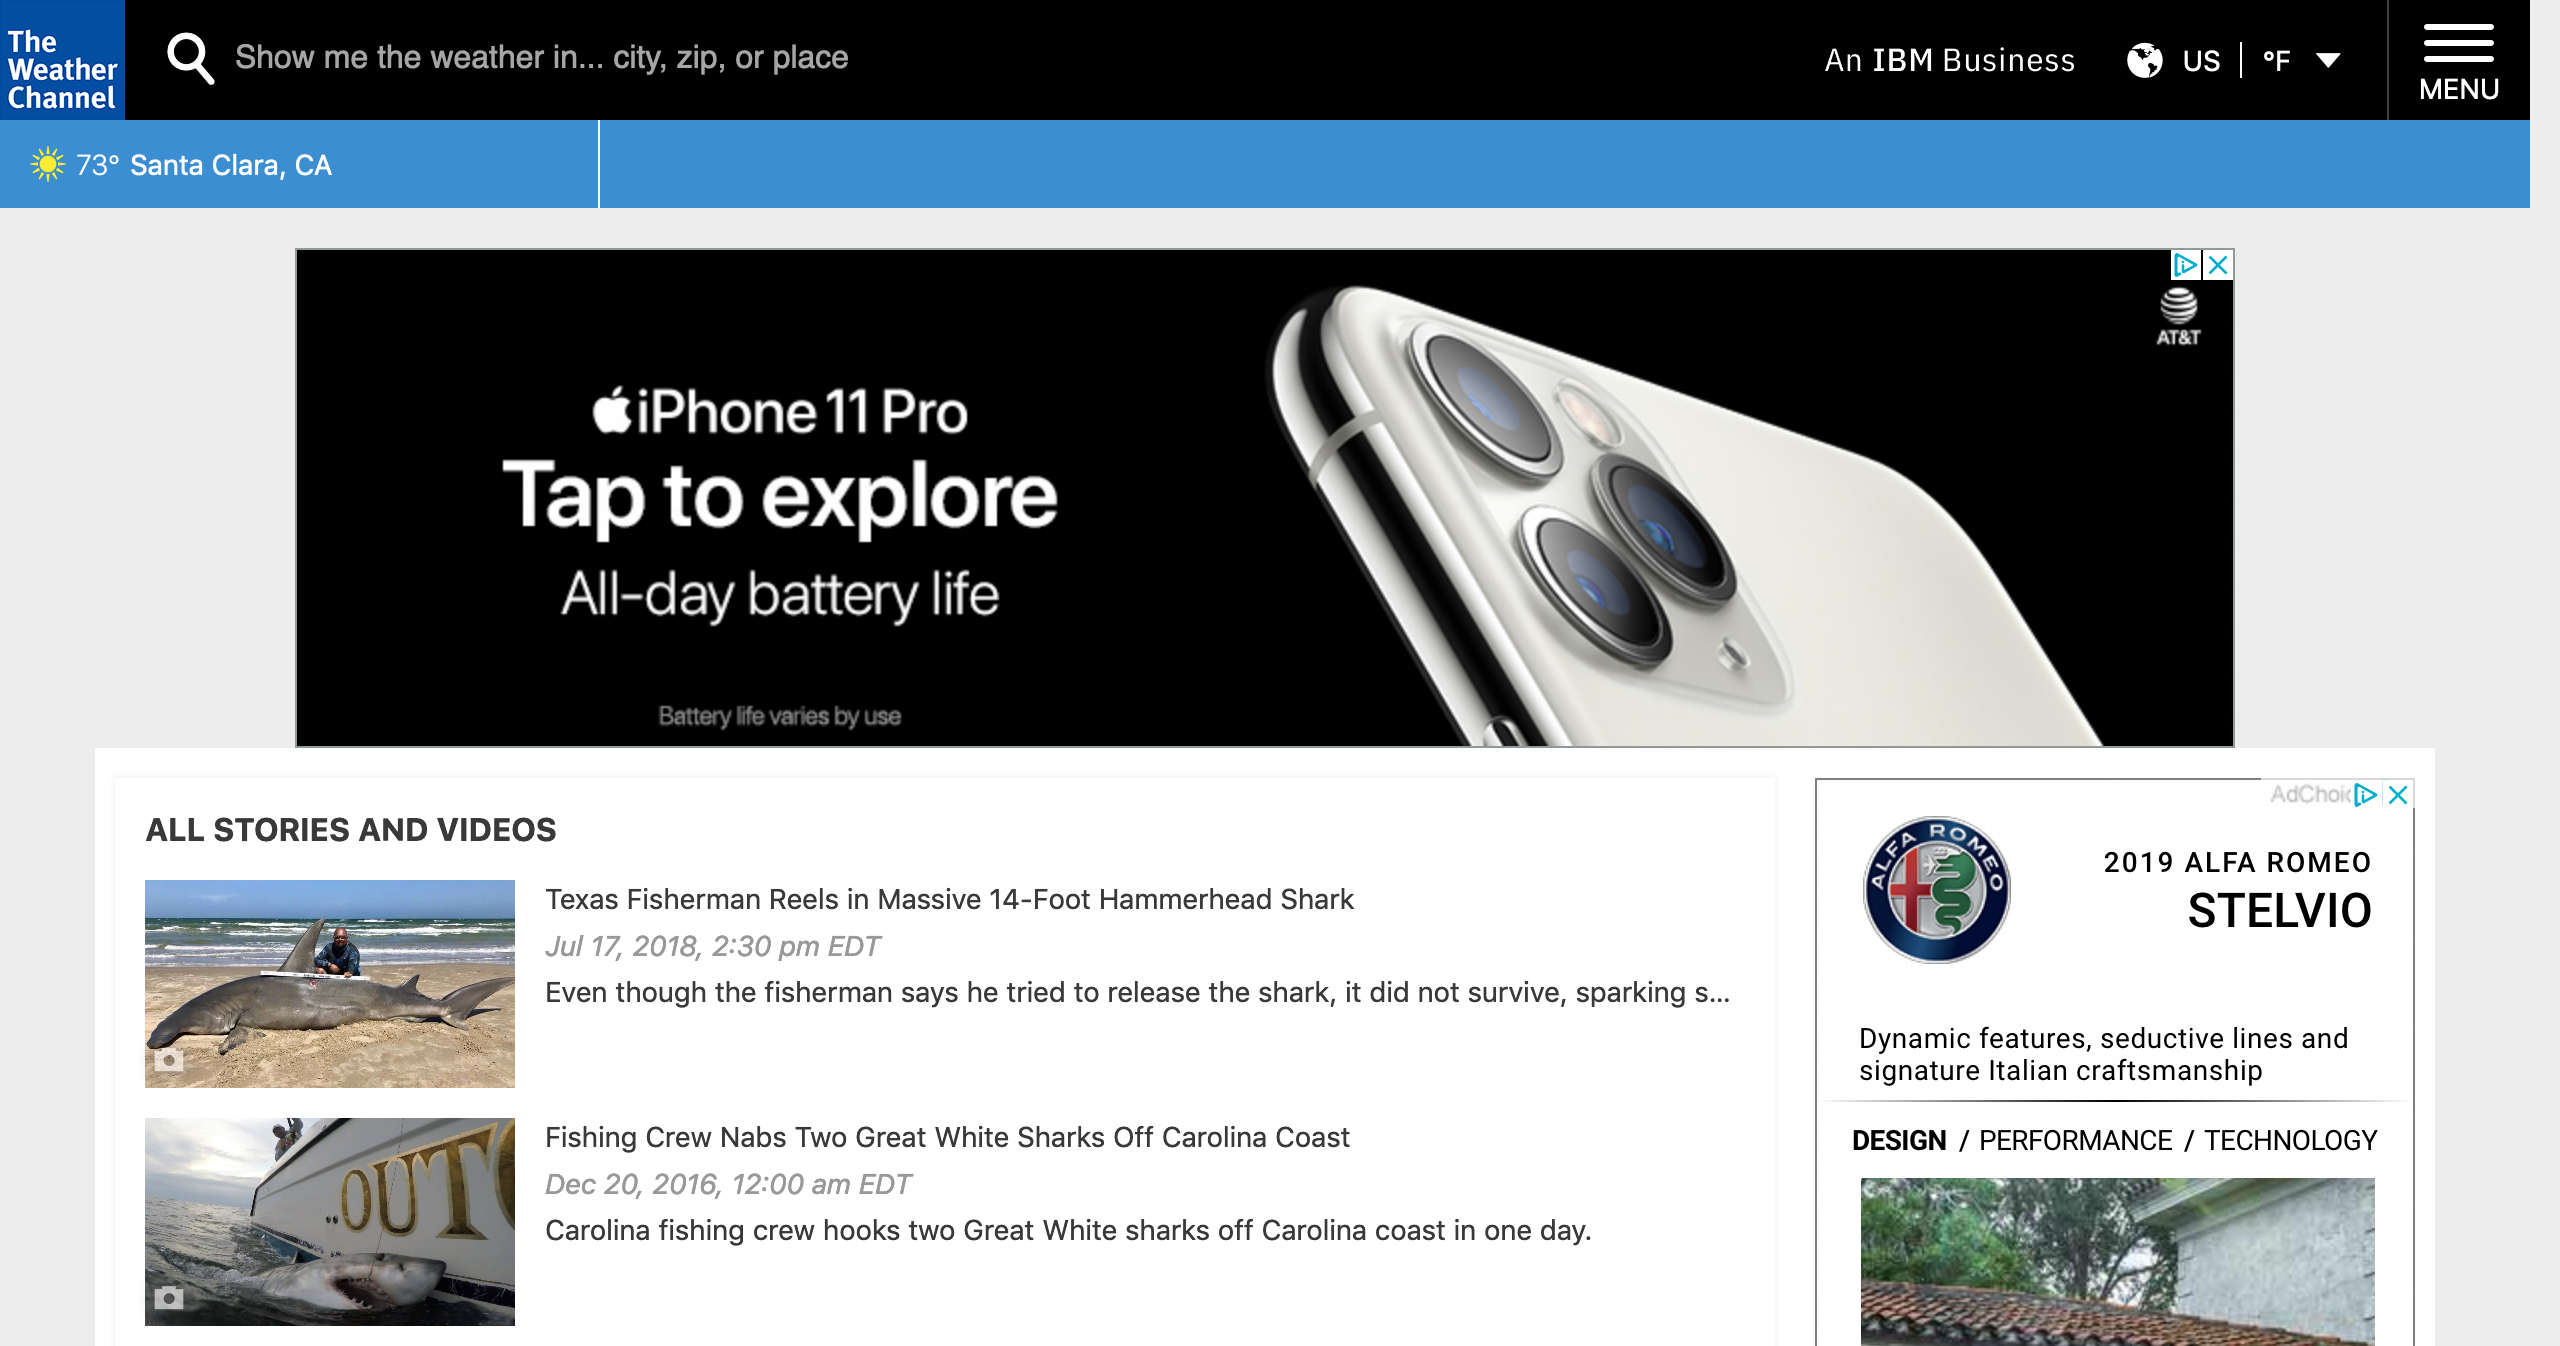 The
Weather
Channel
Show me the weather in... city, zip, or place
An IBM Business
US
°F
MENU
73° Santa Clara, CA
AT&T
iPhone 11 Pro
Tap to explore
All-day battery life
Battery life varies by use
ALL STORIES AND VIDEOS
Texas Fisherman Reels in Massive 14-Foot Hammerhead Shark
Jul 17, 2018, 2:30 pm EDT
Even though the fisherman says he tried to release the shark, it did not survive, sparking s...
OUT
Fishing Crew Nabs Two Great White Sharks Off Carolina Coast
Dec 20, 2016, 12:00 am EDT
Carolina fishing crew hooks two Great White sharks off Carolina coast in one day.
AdChoic
ALFA ROMEO
2019 ALFA ROMEO
STELVIO
Dynamic features, seductive lines and
signature Italian craftsmanship
DESIGN / PERFORMANCE / TECHNOLOGY